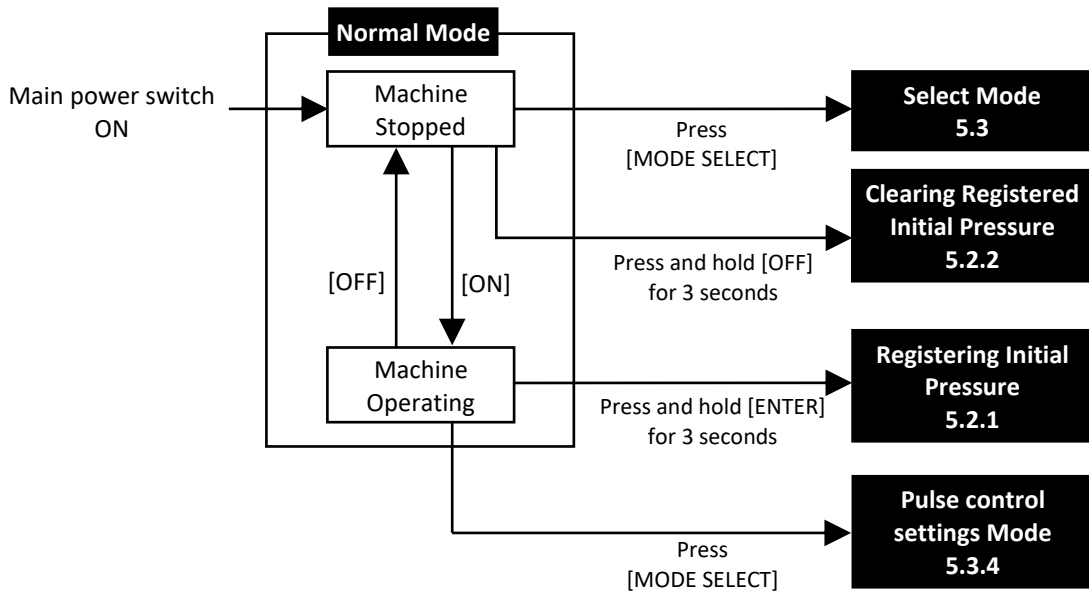 Normal Mode
Main power switch
ON
Machine
Stopped
Press
[MODE SELECT]
Select Mode
5.3
Clearing Registered
Initial Pressure
5.2.2
Press and hold [OFF]
for 3 seconds
[OFF]
[ON]
Machine
Operating
Press and hold [ENTER]
for 3 seconds
Registering Initial
Pressure
5.2.1
Press
[MODE SELECT]
Pulse control
settings Mode
5.3.4